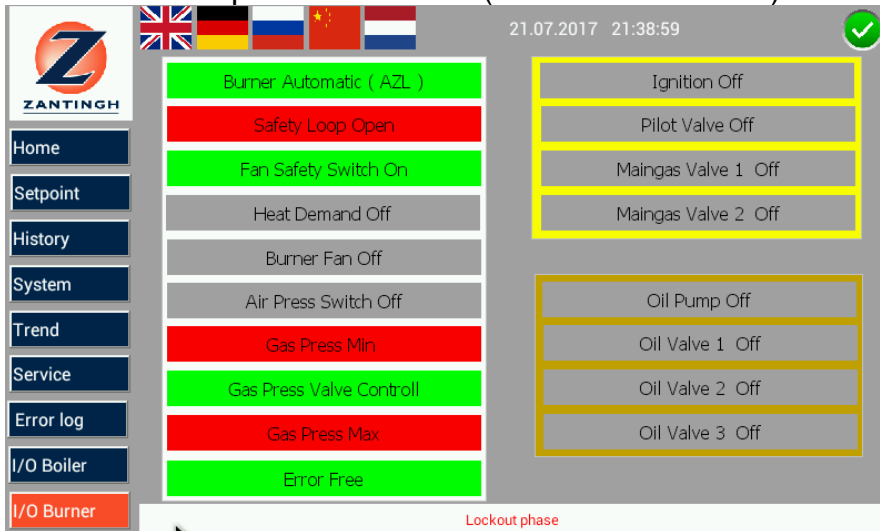 21.07.2017 21:38:59
ZANTINGH
Home
Setpoint
History
System
Trend
Service
Error log
I/O Boiler
I/O Burner
Burner Automatic ( AZL )
Safety Loop Open
Fan Safety Switch On
Heat Demand Off
Burner Fan Off
Air Press Switch Off
Gas Press Min
Gas Press Valve Controll
Gas Press Max
Error Free
Ignition Off
Pilot Valve Off
Maingas Valve 1 Off
Maingas Valve 2 Off
Oil Pump Off
Oil Valve 1 Off
Oil Valve 2 Off
Oil Valve 3 Off
Lockout phase